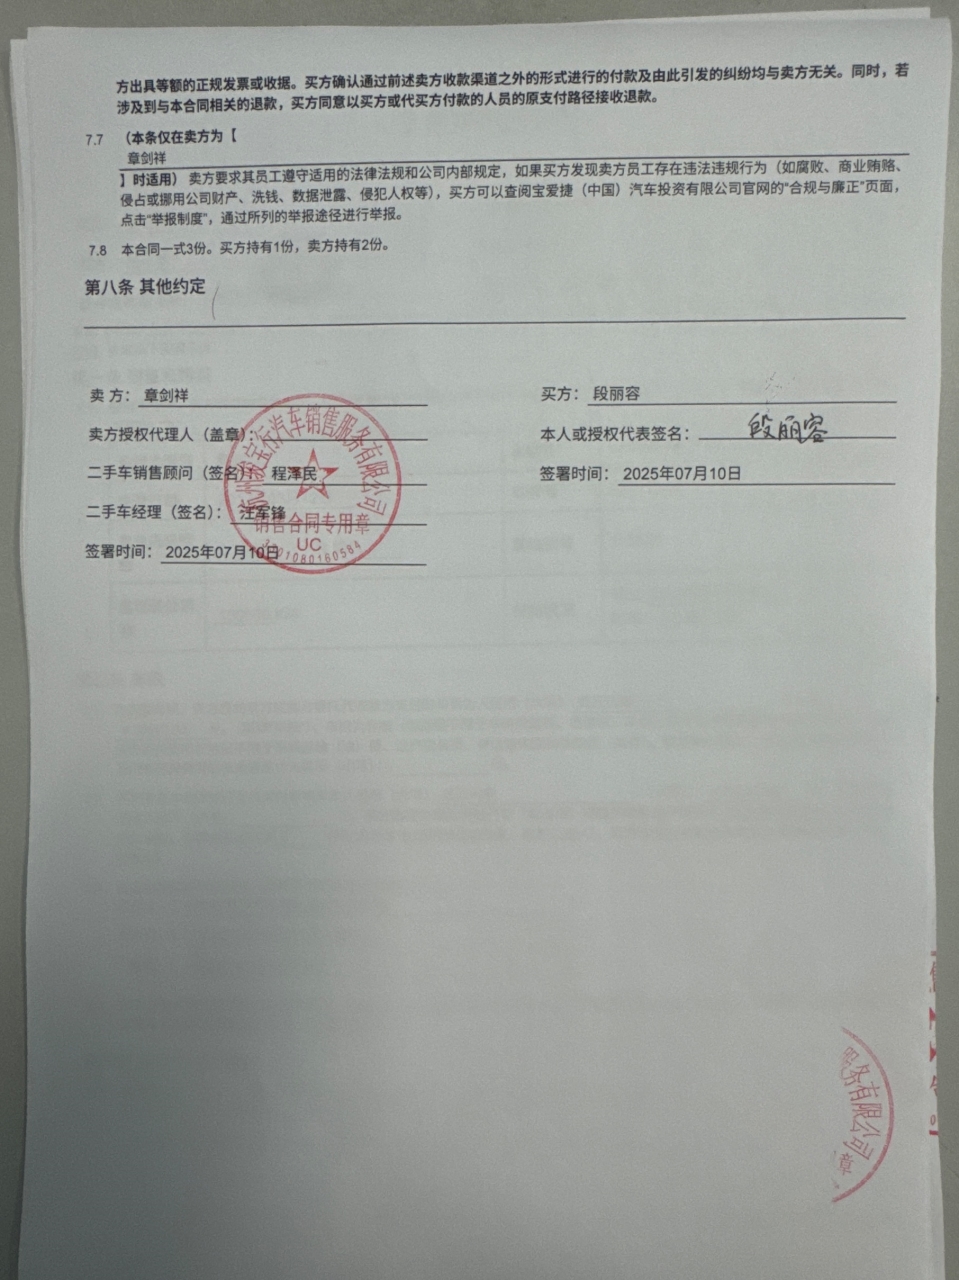 方出具等额的正规发票或收据。买方确认通过前述卖方收款渠道之外的形式进行的付款及由此引发的纠纷均与卖方无关。同时，若
涉及到与本合同相关的退款，买方同意以买方或代买方付款的人员的原支付路径接收退款。
7.7 （本条仅在卖方为【
章剑祥
】时适用） 卖方要求其员工遵守适用的法律法规和公司内部规定，如果买方发现卖方员工存在违法违规行为（如腐败、商业贿赂、
侵占或挪用公司财产、洗钱、数据泄露、侵犯人权等），买方可以查阅宝爱捷（中国）汽车投资有限公司官网的“合规与廉正”页面，
点击“举报制度”，通过所列的举报途径进行举报。
7.8 本合同一式3份。买方持有1份，卖方持有2份。
第八条 其他约定
卖 方： 章剑祥
卖方授权代理人（盖章）：
二手车销售顾问（签名）： 程泽民
二手车经理（签名）： 汪军锋
签署时间： 2025年07月10日
宝行汽车销售服务有限公司
销售合同专用章
UC
3301080160584
买方： 段丽容
本人或授权代表签名： 段丽容
签署时间： 2025年07月10日
服务有限公司
章